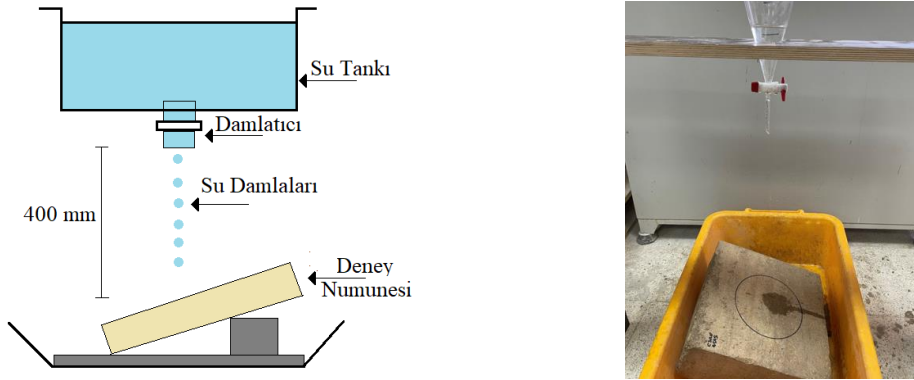 Su Tankı
Damlatıcı
Su Damlaları
400 mm
Deney
Numunesi